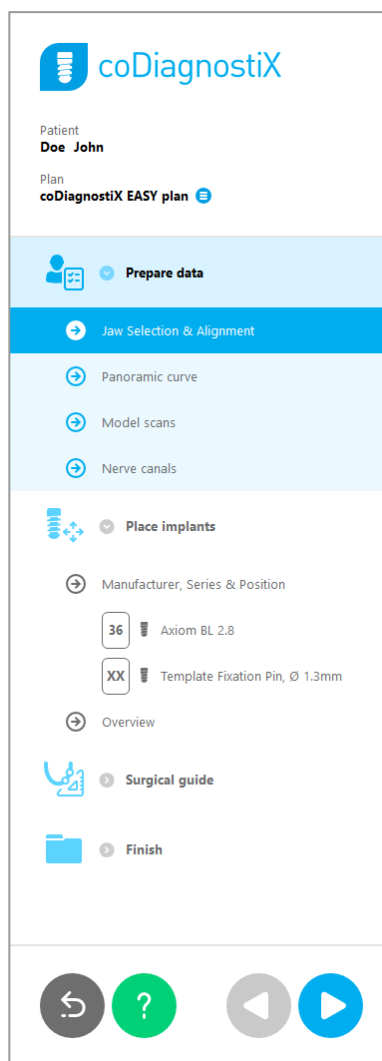 coDiagnostiX
Patient
Doe John
Plan
coDiagnostiX EASY plan
Prepare data
Jaw Selection & Alignment
Panoramic curve
Model scans
Nerve canals
Place implants
Manufacturer, Series & Position
36 Axiom BL 2.8
XX Template Fixation Pin, Ø 1.3mm
Overview
Surgical guide
Finish
?